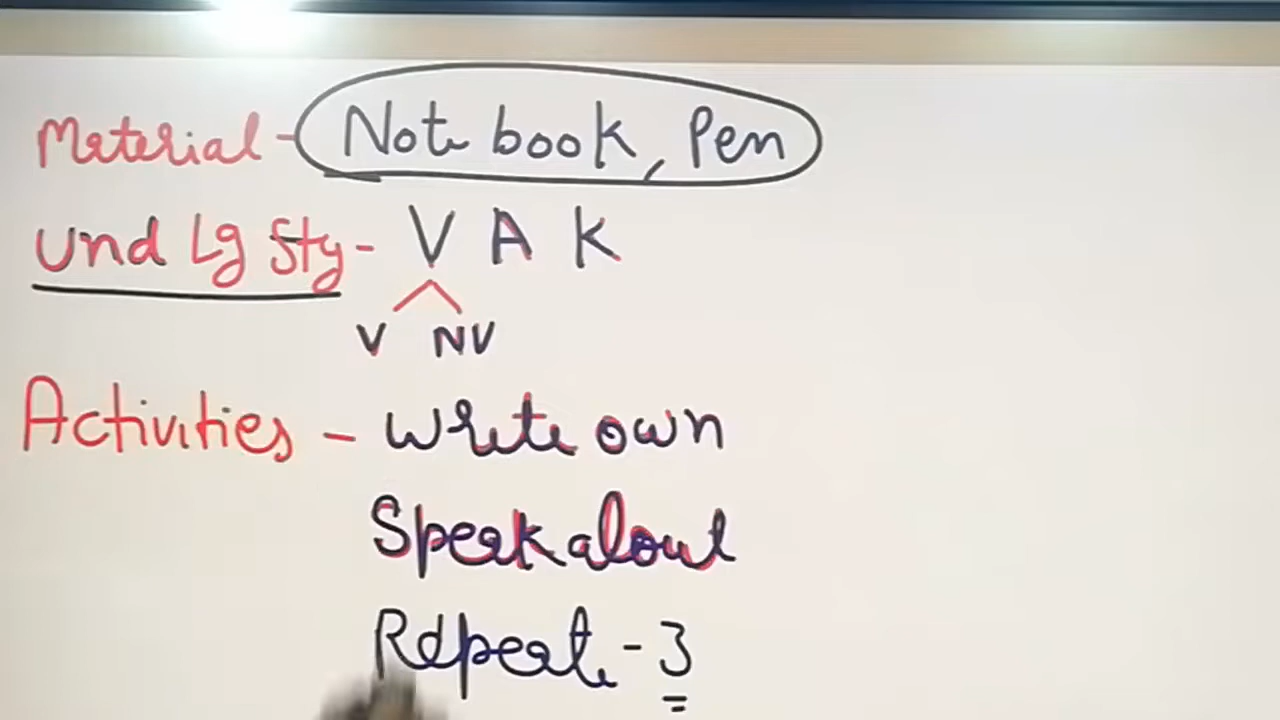 Material - Note book, Pen
Und Lg Sty - V A K
V NV
Activities - write own
Speak aloud
Repeat - 3